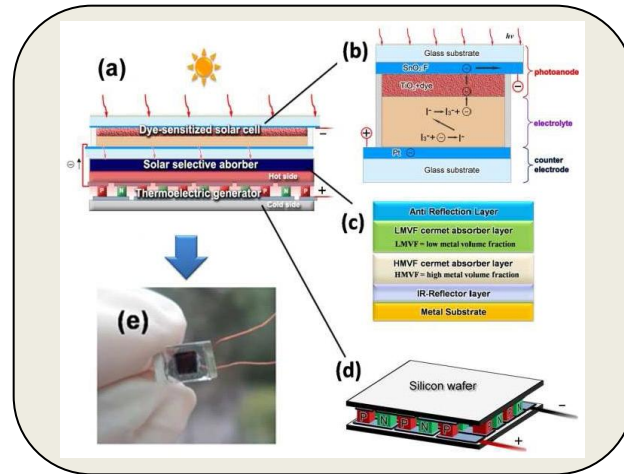 (a)
Dye-sensitized solar cell
−
Solar selective aborber
Hot side
P N P N P N P
Thermoelectric generator
+
Cold side
(b)
hv
Glass substrate
SnO₂:F
TiO₂+dye
I⁻ I₃⁻+
I₃⁻+ I⁻
Pt
Glass substrate
photoanode
electrolyte
counter
electrode
(c)
Anti Reflection Layer
LMVF cermet absorber layer
LMVF = low metal volume fraction
HMVF cermet absorber layer
HMVF = high metal volume fraction
IR-Reflector layer
Metal Substrate
(e)
(d)
Silicon wafer
P N P N P
−
+